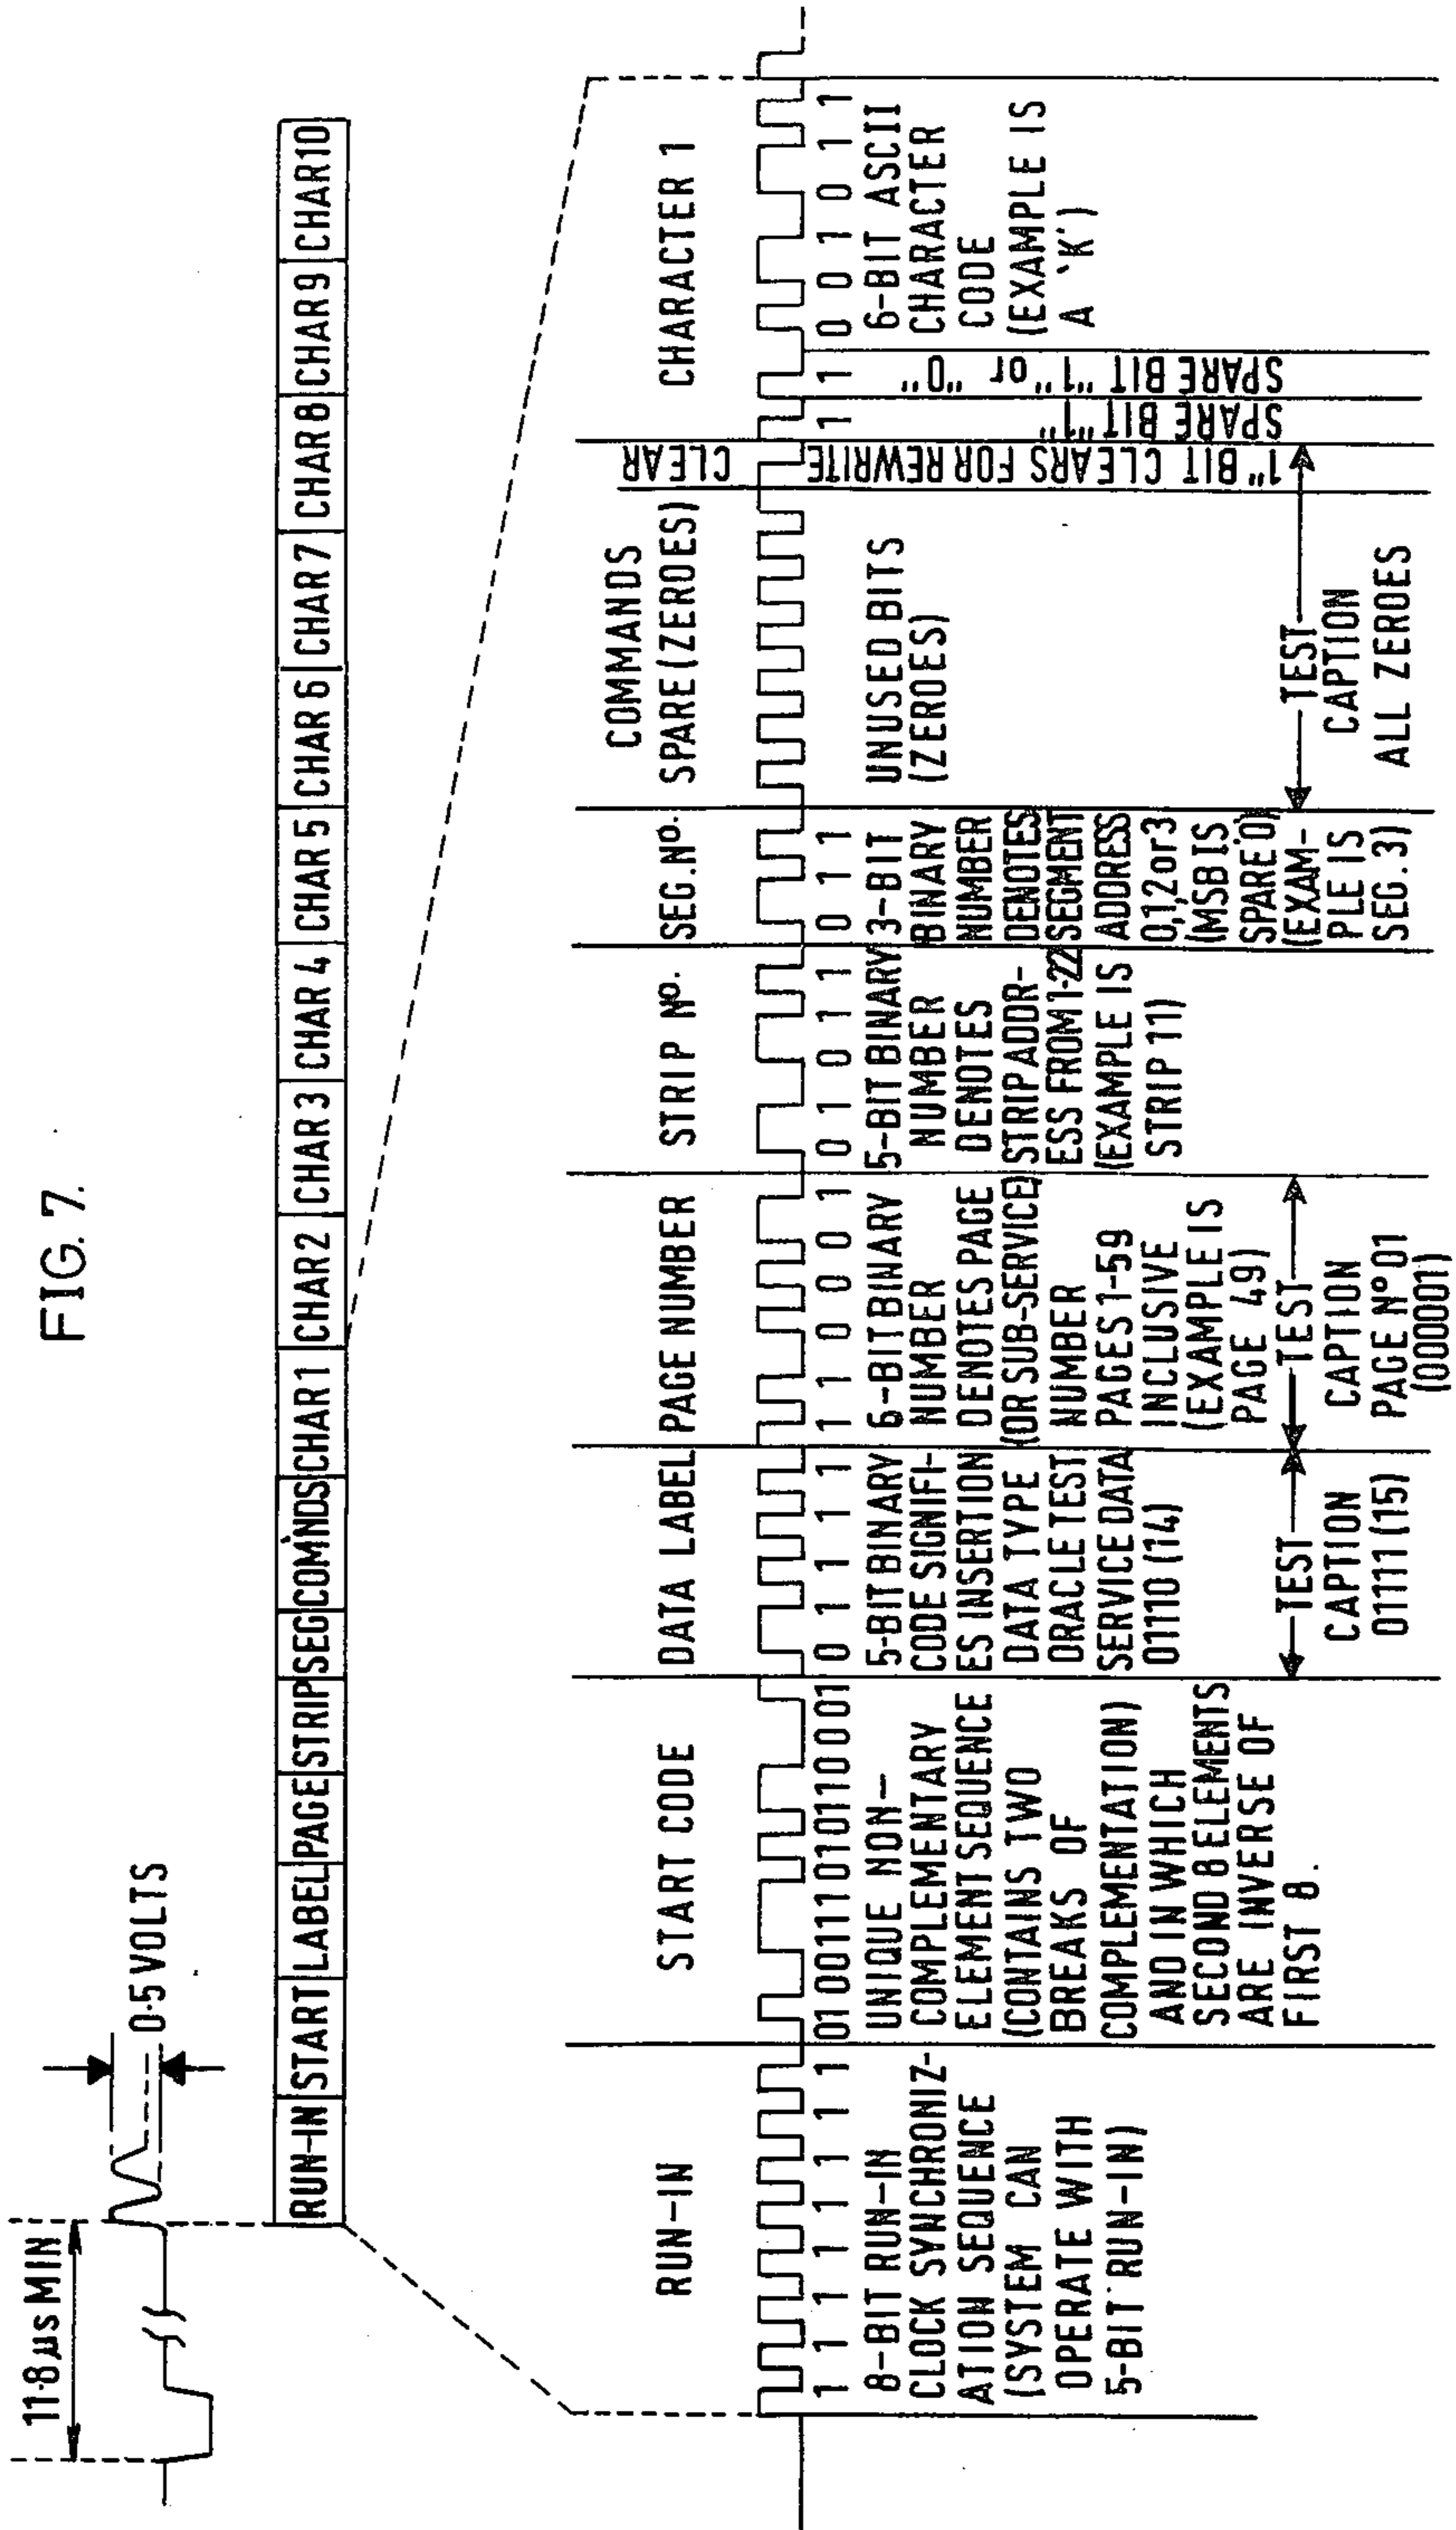 FIG. 7.
11·8µs MIN
0·5 VOLTS
RUN-IN START LABEL PAGE STRIP SEG COM'NDS CHAR 1 CHAR 2 CHAR 3 CHAR 4 CHAR 5 CHAR 6 CHAR 7 CHAR 8 CHAR 9 CHAR 10
RUN-IN
1 1 1 1 1 1 1 1
8-BIT RUN-IN
CLOCK SYNCHRONIZ-
ATION SEQUENCE
(SYSTEM CAN
OPERATE WITH
5-BIT RUN-IN)
START CODE
0100111010110001
UNIQUE NON-
COMPLEMENTARY
ELEMENT SEQUENCE
(CONTAINS TWO
BREAKS OF
COMPLEMENTATION)
AND IN WHICH
SECOND 8 ELEMENTS
ARE INVERSE OF
FIRST 8.
DATA LABEL
0 1 1 1 1
5-BIT BINARY
CODE SIGNIFI-
ES INSERTION
DATA TYPE
ORACLE TEST
SERVICE DATA
01110 (14)
TEST
CAPTION
01111 (15)
PAGE NUMBER
1 1 0 0 0 1
6-BIT BINARY
NUMBER
DENOTES PAGE
(OR SUB-SERVICE)
NUMBER
PAGES 1-59
INCLUSIVE
(EXAMPLE IS
PAGE 49)
TEST
CAPTION
PAGE Nº 01
(000001)
STRIP Nº.
0 1 0 1 1
5-BIT BINARY
NUMBER
DENOTES
STRIP ADDR-
ESS FROM 1-22
(EXAMPLE IS
STRIP 11)
SEG. Nº.
0 1 1
3-BIT
BINARY
NUMBER
DENOTES
SEGMENT
ADDRESS
0,1,2 or 3
(MSB IS
SPARE '0')
(EXAM-
PLE IS
SEG. 3)
COMMANDS
SPARE (ZEROES)
UNUSED BITS
(ZEROES)
TEST
CAPTION
ALL ZEROES
CLEAR
1" BIT CLEARS FOR REWRITE
CHARACTER 1
1 1 0 0 1 0 1 1
SPARE BIT "1"
SPARE BIT "1" or "0"
6-BIT ASCII
CHARACTER
CODE
(EXAMPLE IS
A 'K')